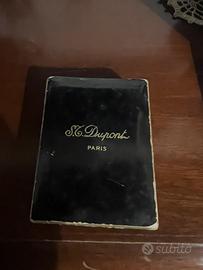 S.T. Dupont
PARIS
subito